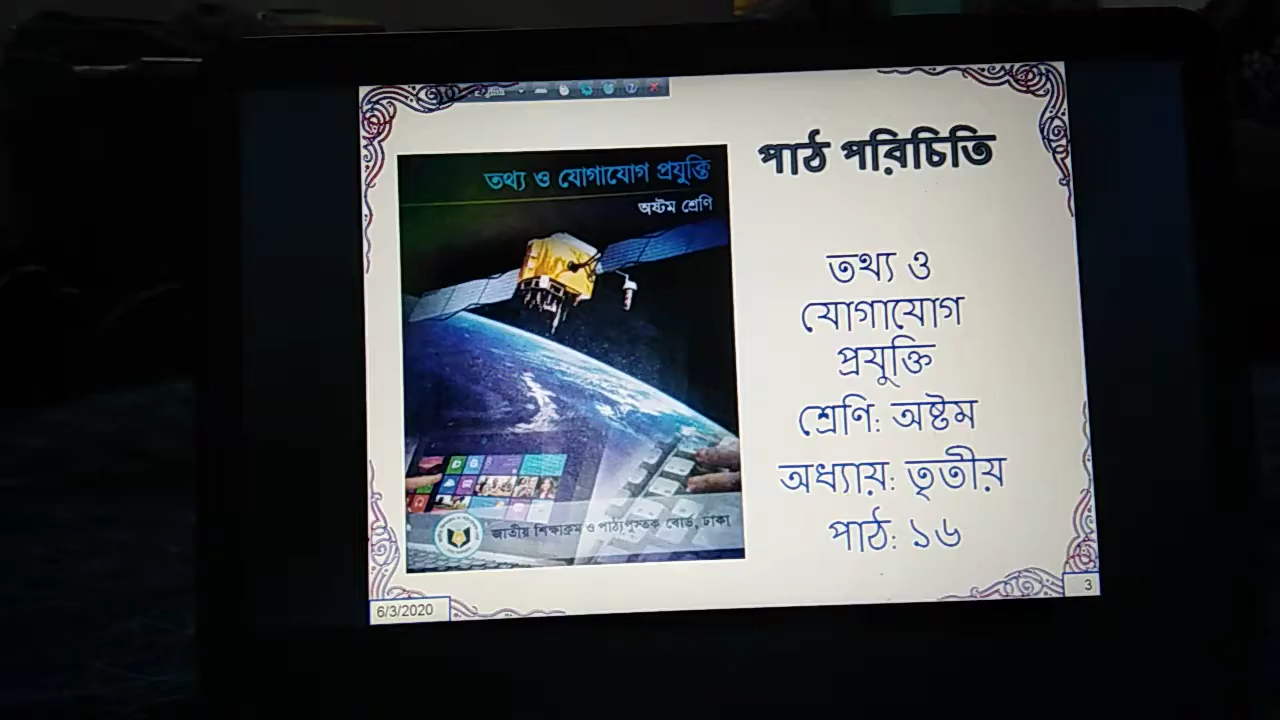 তথ্য ও যোগাযোগ প্রযুক্তি
অষ্টম শ্রেণি
জাতীয় শিক্ষাক্রম ও পাঠ্যপুস্তক বোর্ড, ঢাকা
পাঠ পরিচিতি
তথ্য ও
যোগাযোগ
প্রযুক্তি
শ্রেণি: অষ্টম
অধ্যায়: তৃতীয়
পাঠ: ১৬
6/3/2020
3